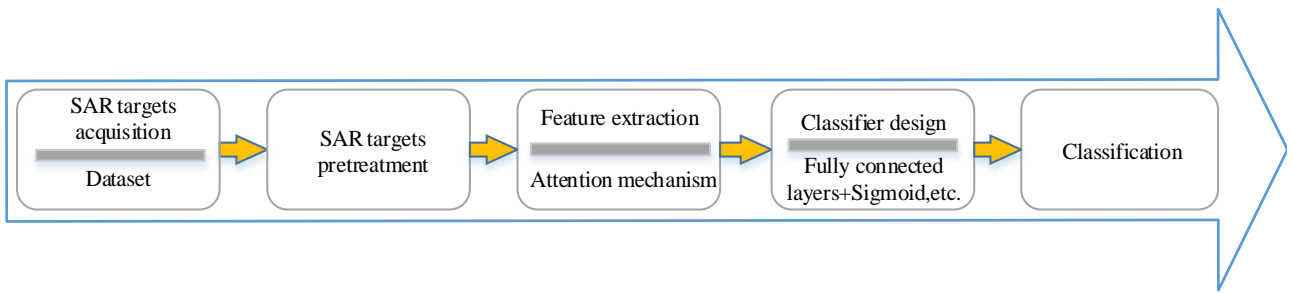 SAR targets
acquisition
Dataset
SAR targets
pretreatment
Feature extraction
Attention mechanism
Classifier design
Fully connected
layers+Sigmoid,etc.
Classification